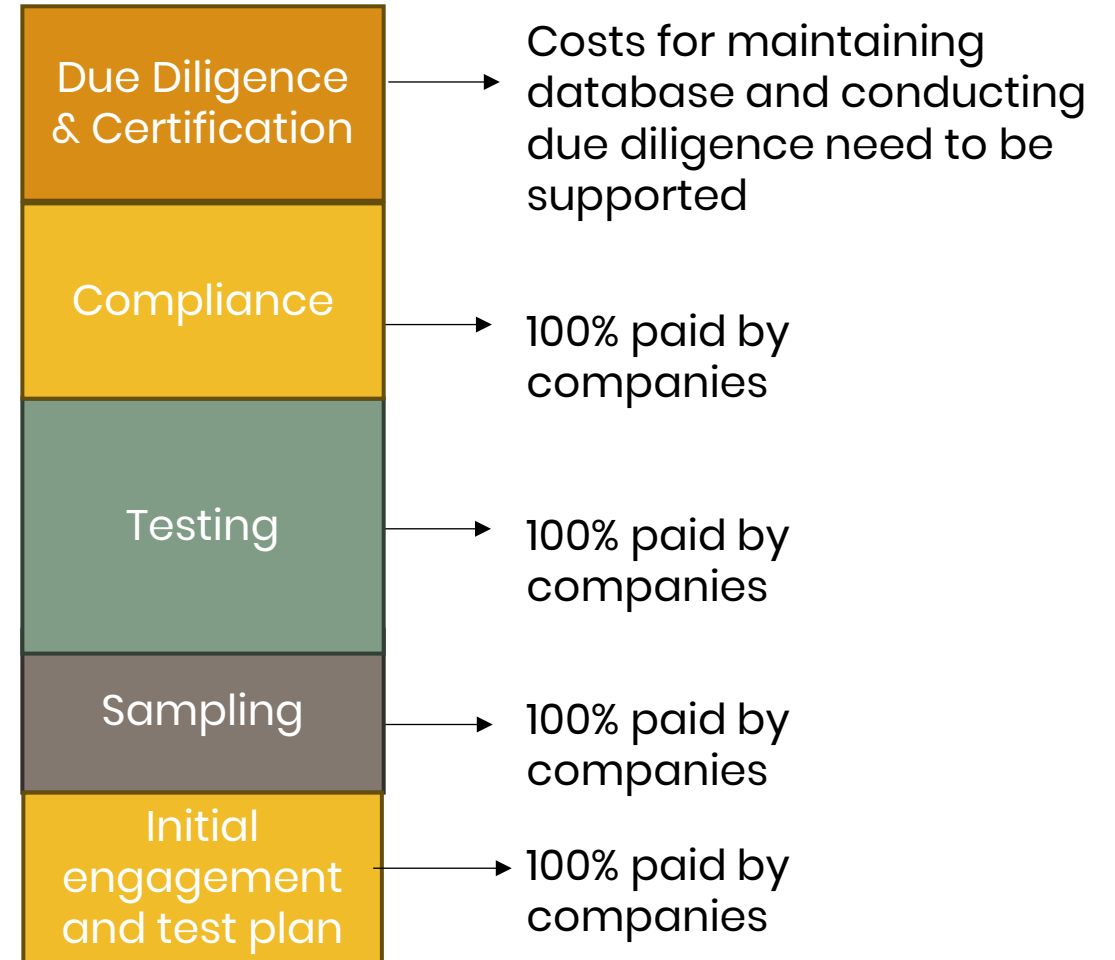 Due Diligence
& Certification
Costs for maintaining
database and conducting
due diligence need to be
supported
Compliance
100% paid by
companies
Testing
100% paid by
companies
Sampling
100% paid by
companies
Initial
engagement
and test plan
100% paid by
companies